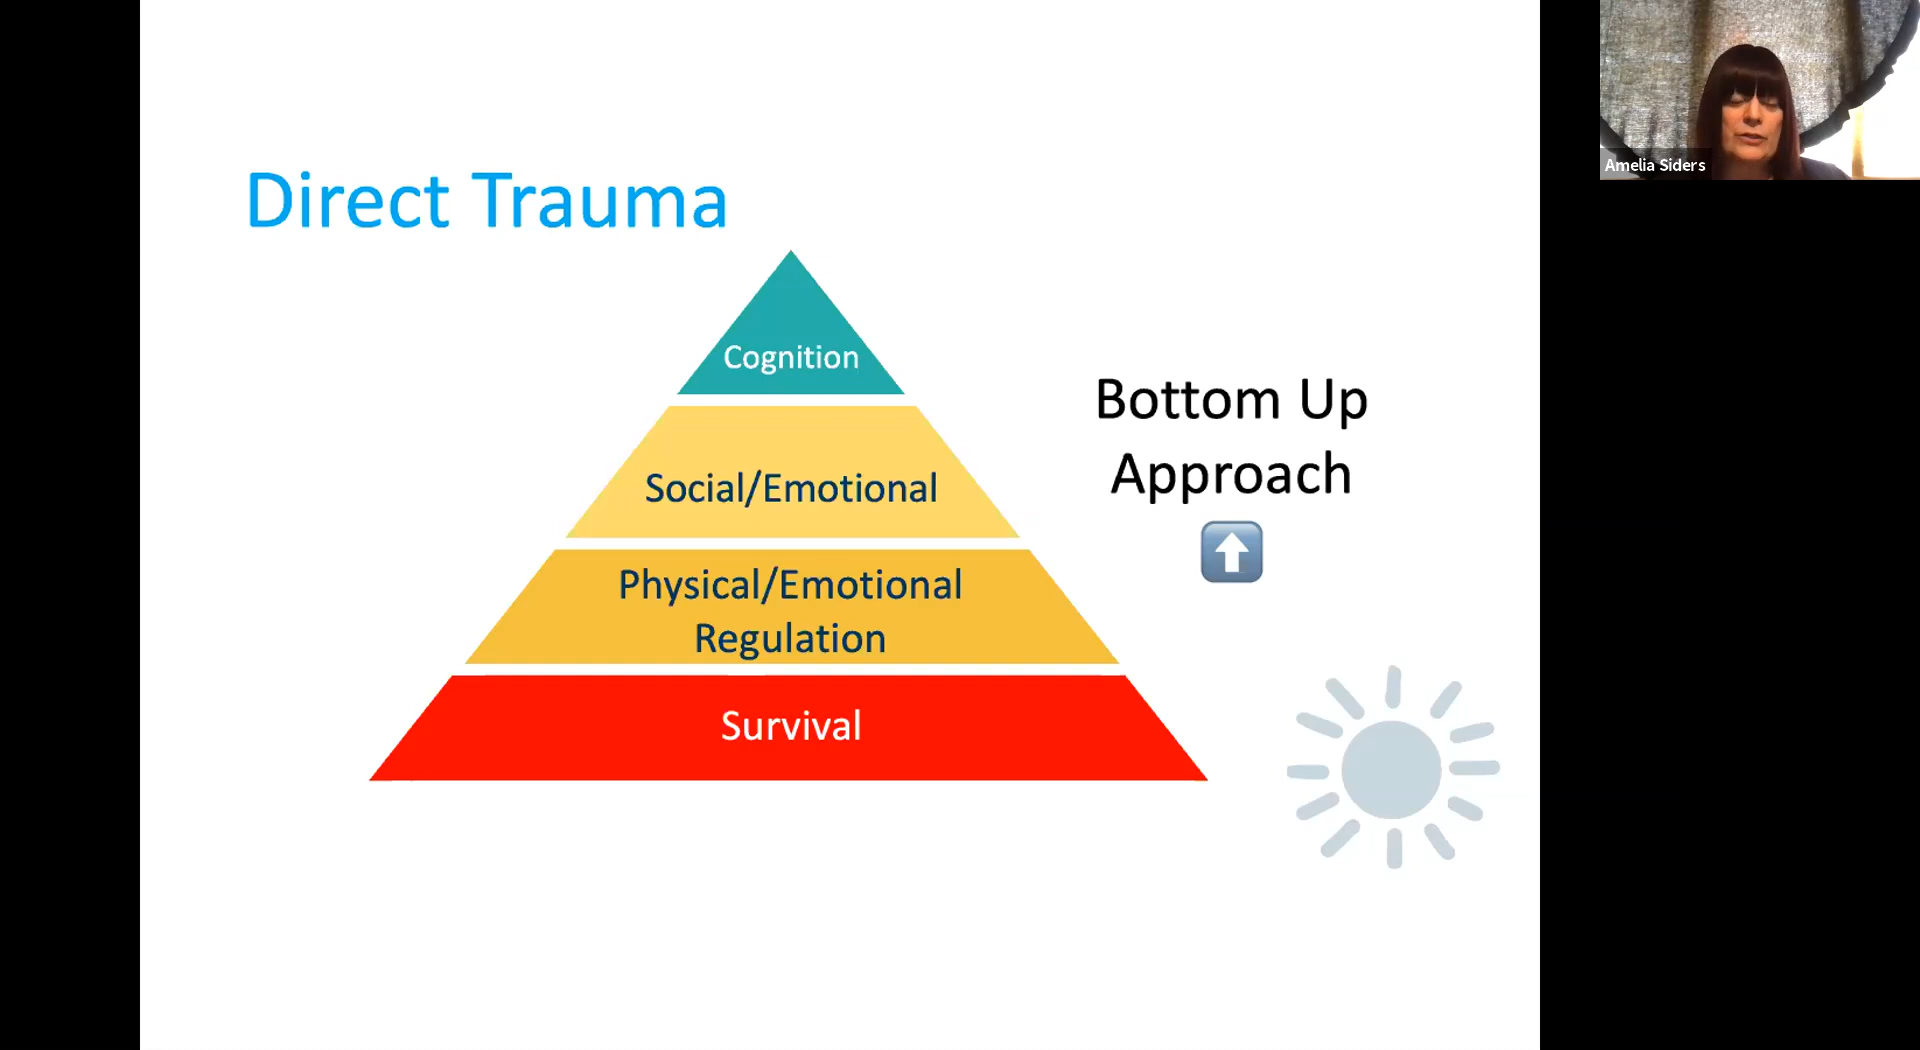 Direct Trauma
Cognition
Social/Emotional
Physical/Emotional
Regulation
Survival
Bottom Up
Approach
Amelia Siders